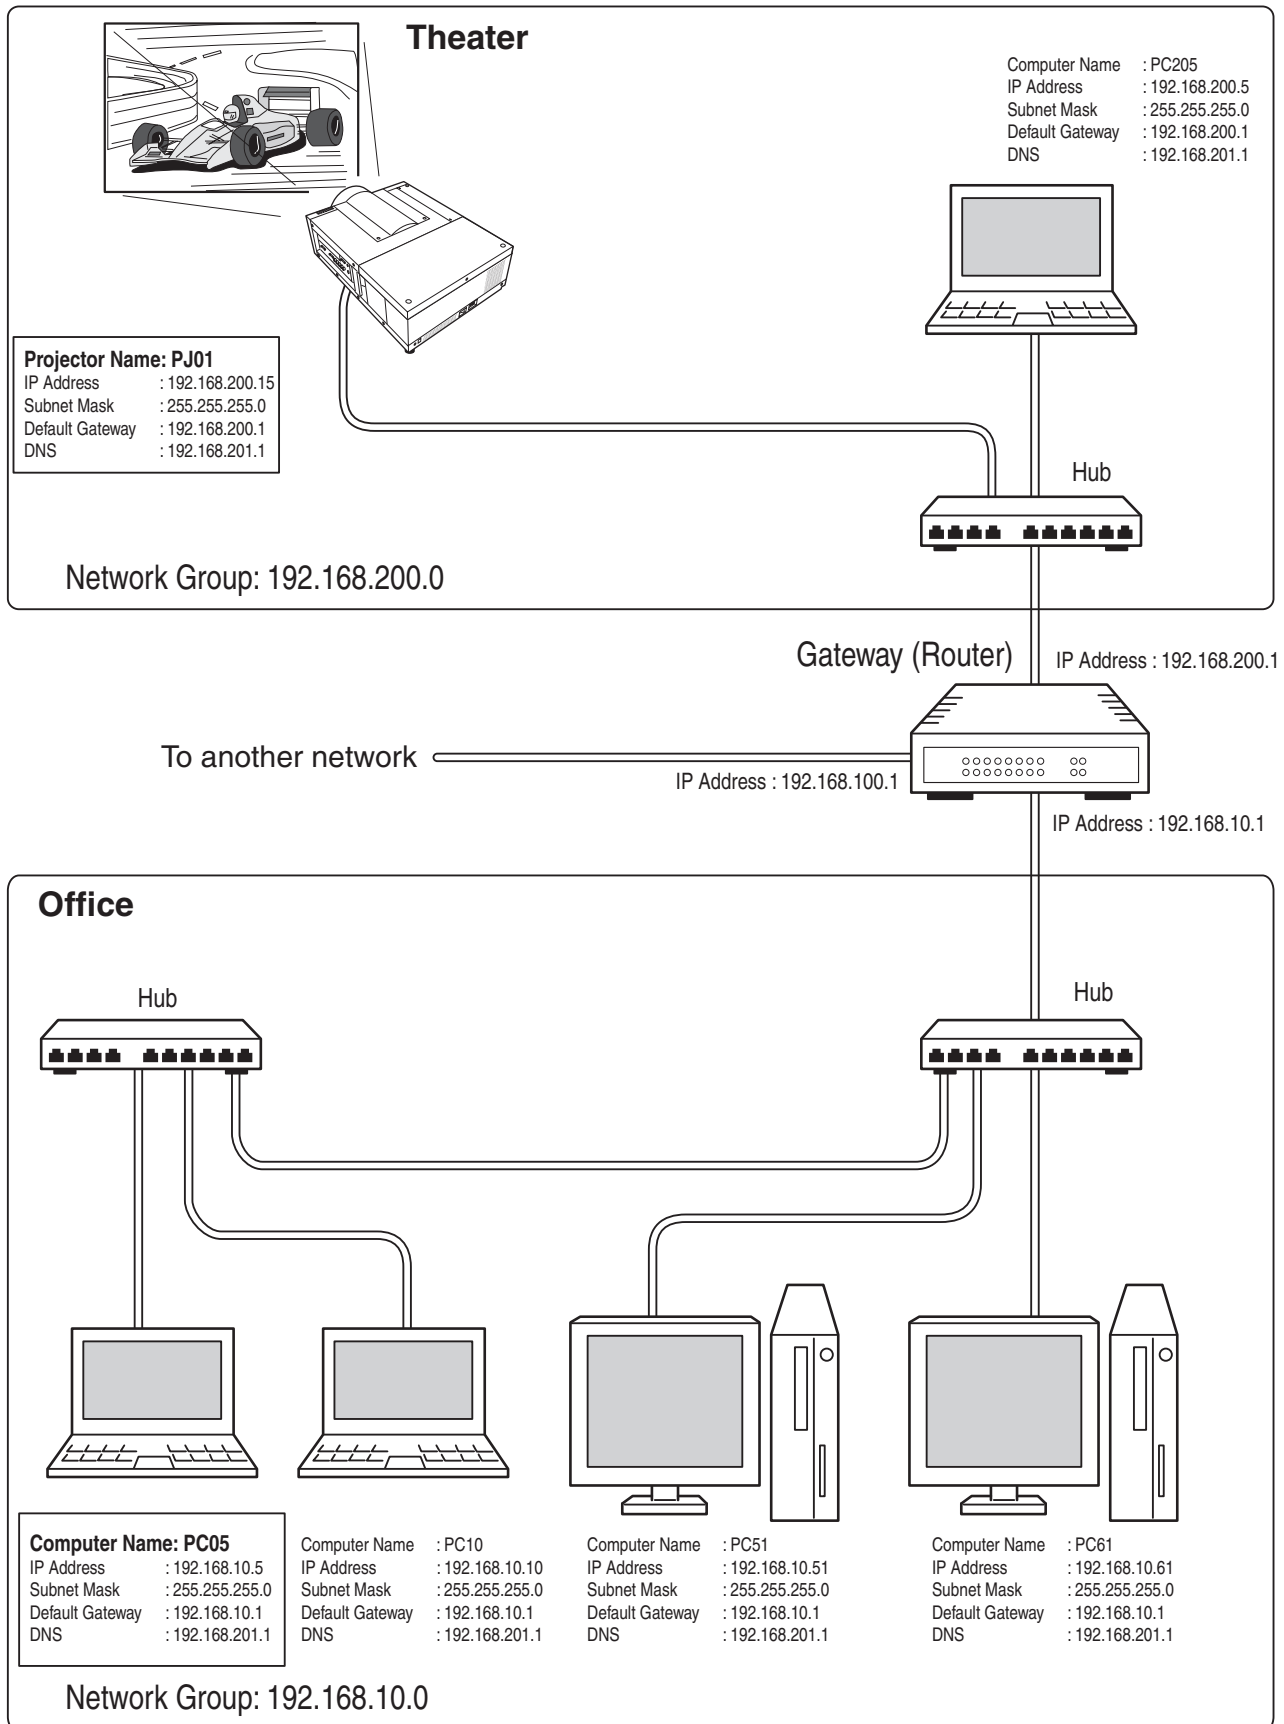 Theater
Computer Name : PC205
IP Address : 192.168.200.5
Subnet Mask : 255.255.255.0
Default Gateway : 192.168.200.1
DNS : 192.168.201.1
Projector Name: PJ01
IP Address : 192.168.200.15
Subnet Mask : 255.255.255.0
Default Gateway : 192.168.200.1
DNS : 192.168.201.1
Hub
Network Group: 192.168.200.0
Gateway (Router)
IP Address : 192.168.200.1
To another network
IP Address : 192.168.100.1
IP Address : 192.168.10.1
Office
Hub
Hub
Computer Name: PC05
IP Address : 192.168.10.5
Subnet Mask : 255.255.255.0
Default Gateway : 192.168.10.1
DNS : 192.168.201.1
Computer Name : PC10
IP Address : 192.168.10.10
Subnet Mask : 255.255.255.0
Default Gateway : 192.168.10.1
DNS : 192.168.201.1
Computer Name : PC51
IP Address : 192.168.10.51
Subnet Mask : 255.255.255.0
Default Gateway : 192.168.10.1
DNS : 192.168.201.1
Computer Name : PC61
IP Address : 192.168.10.61
Subnet Mask : 255.255.255.0
Default Gateway : 192.168.10.1
DNS : 192.168.201.1
Network Group: 192.168.10.0